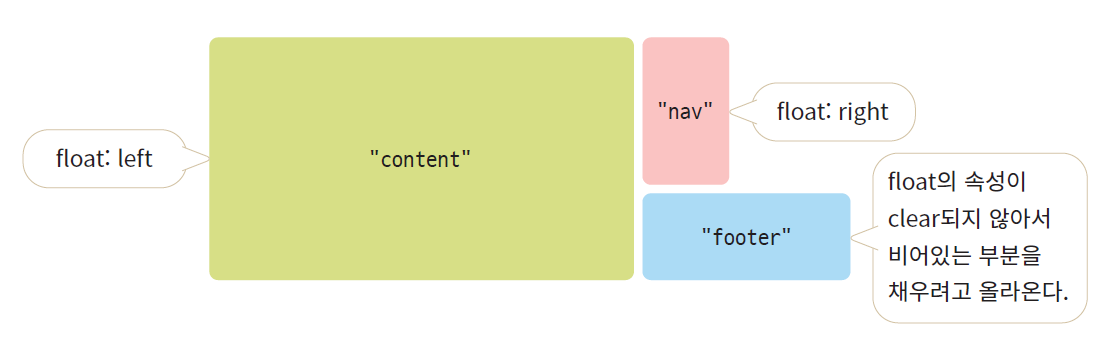 float: left
"content"
"nav"
float: right
"footer"
float의 속성이
clear되지 않아서
비어있는 부분을
채우려고 올라온다.